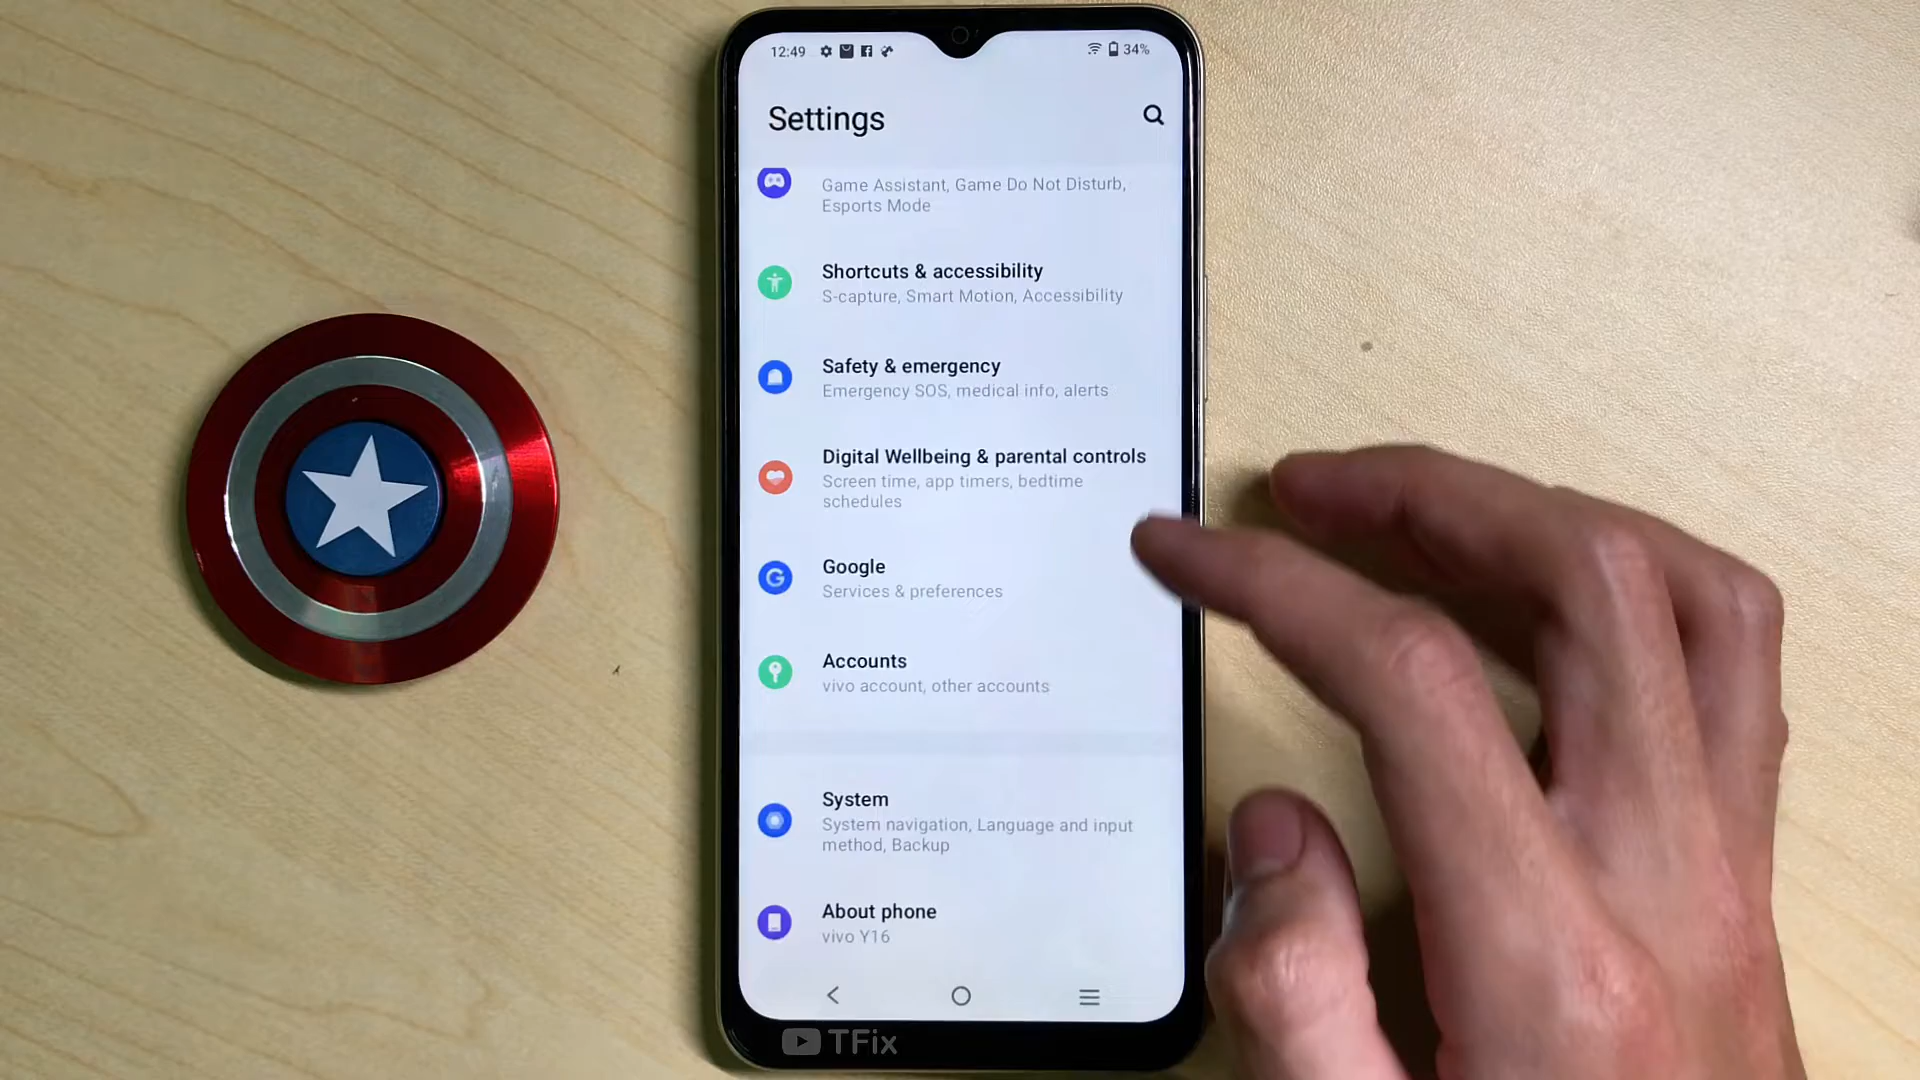 12:49
34%
Settings
Game Assistant, Game Do Not Disturb,
Esports Mode
Shortcuts & accessibility
S-capture, Smart Motion, Accessibility
Safety & emergency
Emergency SOS, medical info, alerts
Digital Wellbeing & parental controls
Screen time, app timers, bedtime
schedules
Google
Services & preferences
Accounts
vivo account, other accounts
System
System navigation, Language and input
method, Backup
About phone
vivo Y16
TFix